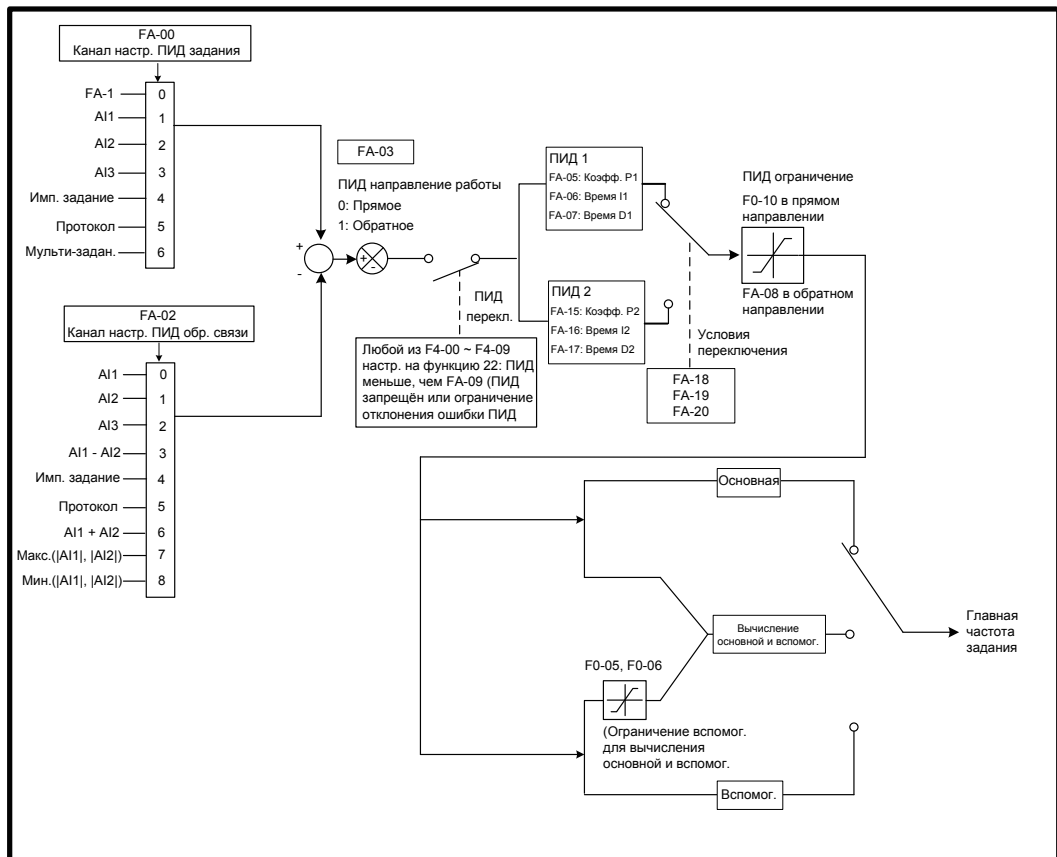 FA-00
Канал настр. ПИД задания
FA-1
0
AI1
1
AI2
2
AI3
3
Имп. задание
4
Протокол
5
Мульти-задан.
6
FA-02
Канал настр. ПИД обр. связи
AI1
0
AI2
1
AI3
2
AI1 - AI2
3
Имп. задание
4
Протокол
5
AI1 + AI2
6
Макс.(|AI1|, |AI2|)
7
Мин.(|AI1|, |AI2|)
8
+
-
FA-03
ПИД направление работы
0: Прямое
1: Обратное
+
-
ПИД
перекл.
Любой из F4-00 ~ F4-09
настр. на функцию 22: ПИД
меньше, чем FA-09 (ПИД
запрещён или ограничение
отклонения ошибки ПИД
ПИД 1
FA-05: Коэфф. P1
FA-06: Время I1
FA-07: Время D1
ПИД 2
FA-15: Коэфф. P2
FA-16: Время I2
FA-17: Время D2
Условия
переключения
FA-18
FA-19
FA-20
ПИД ограничение
F0-10 в прямом
направлении
FA-08 в обратном
направлении
Основная
Вычисление
основной и вспомог.
F0-05, F0-06
(Ограничение вспомог.
для вычисления
основной и вспомог.
Вспомог.
Главная
частота
задания